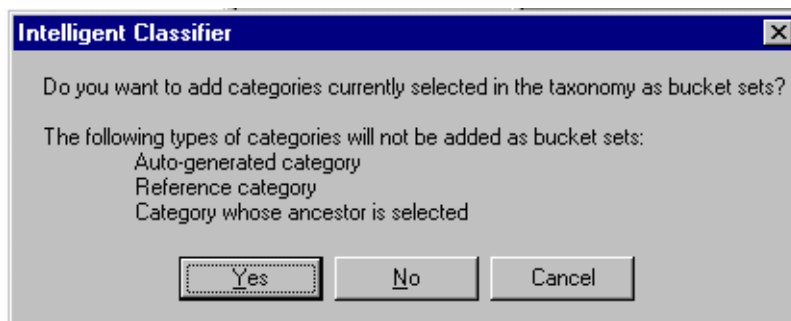 Intelligent Classifier
Do you want to add categories currently selected in the taxonomy as bucket sets?
The following types of categories will not be added as bucket sets:
Auto-generated category
Reference category
Category whose ancestor is selected
Yes No Cancel